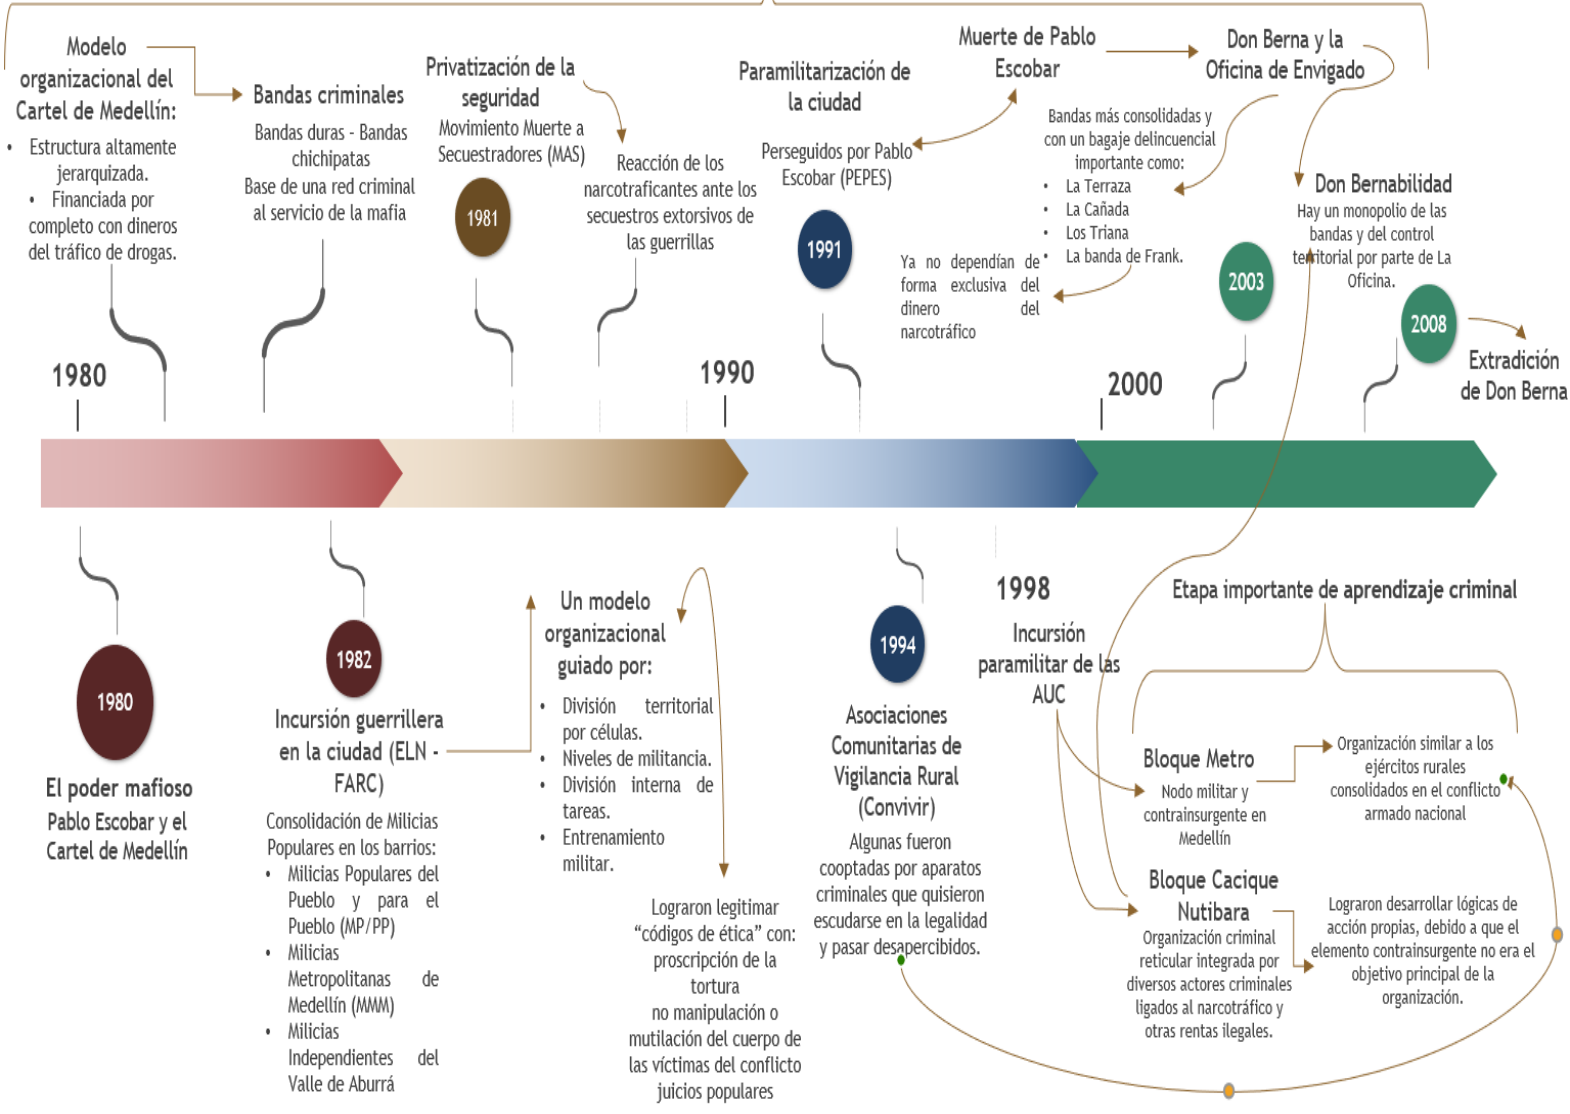 Modelo
organizacional del
Cartel de Medellín:
• Estructura altamente
jerarquizada.
• Financiada por
completo con dineros
del tráfico de drogas.
Bandas criminales
Bandas duras - Bandas
chichipatas
Base de una red criminal
al servicio de la mafia
Privatización de la
seguridad
Movimiento Muerte a
Secuestradores (MAS)
1981
Reacción de los
narcotraficantes ante los
secuestros extorsivos de
las guerrillas
Paramilitarización de
la ciudad
Perseguidos por Pablo
Escobar (PEPES)
1991
Muerte de Pablo
Escobar
Don Berna y la
Oficina de Envigado
Bandas más consolidadas y
con un bagaje delincuencial
importante como:
• La Terraza
• La Cañada
• Los Triana
• La banda de Frank.
Ya no dependían de
forma exclusiva del
dinero del
narcotráfico
Don Bernabilidad
Hay un monopolio de las
bandas y del control
territorial por parte de La
Oficina.
2003
2008
Extradición
de Don Berna
1980
1990
2000
1980
El poder mafioso
Pablo Escobar y el
Cartel de Medellín
1982
Incursión guerrillera
en la ciudad (ELN -
FARC)
Consolidación de Milicias
Populares en los barrios:
• Milicias Populares del
Pueblo y para el
Pueblo (MP/PP)
• Milicias
Metropolitanas de
Medellín (MMM)
• Milicias
Independientes del
Valle de Aburrá
Un modelo
organizacional
guiado por:
• División territorial
por células.
• Niveles de militancia.
• División interna de
tareas.
• Entrenamiento
militar.
Lograron legitimar
“códigos de ética” con:
proscripción de la
tortura
no manipulación o
mutilación del cuerpo de
las víctimas del conflicto
juicios populares
1994
Asociaciones
Comunitarias de
Vigilancia Rural
(Convivir)
Algunas fueron
cooptadas por aparatos
criminales que quisieron
escudarse en la legalidad
y pasar desapercibidos.
1998
Incursión
paramilitar de las
AUC
Etapa importante de aprendizaje criminal
Bloque Metro
Nodo militar y
contrainsurgente en
Medellín
Organización similar a los
ejércitos rurales
consolidados en el conflicto
armado nacional
Bloque Cacique
Nutibara
Organización criminal
reticular integrada por
diversos actores criminales
ligados al narcotráfico y
otras rentas ilegales.
Lograron desarrollar lógicas de
acción propias, debido a que el
elemento contrainsurgente no era el
objetivo principal de la
organización.